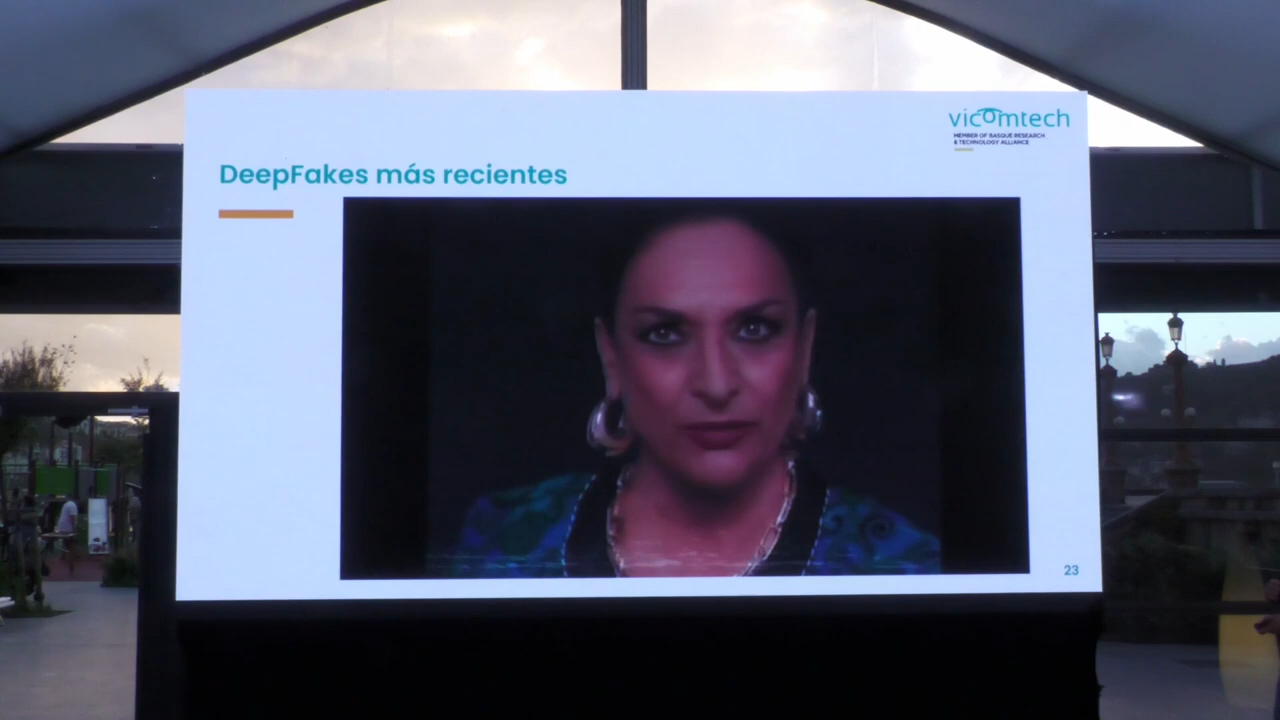 vicomtech
MEMBER OF BASQUE RESEARCH
& TECHNOLOGY ALLIANCE
DeepFakes más recientes
23